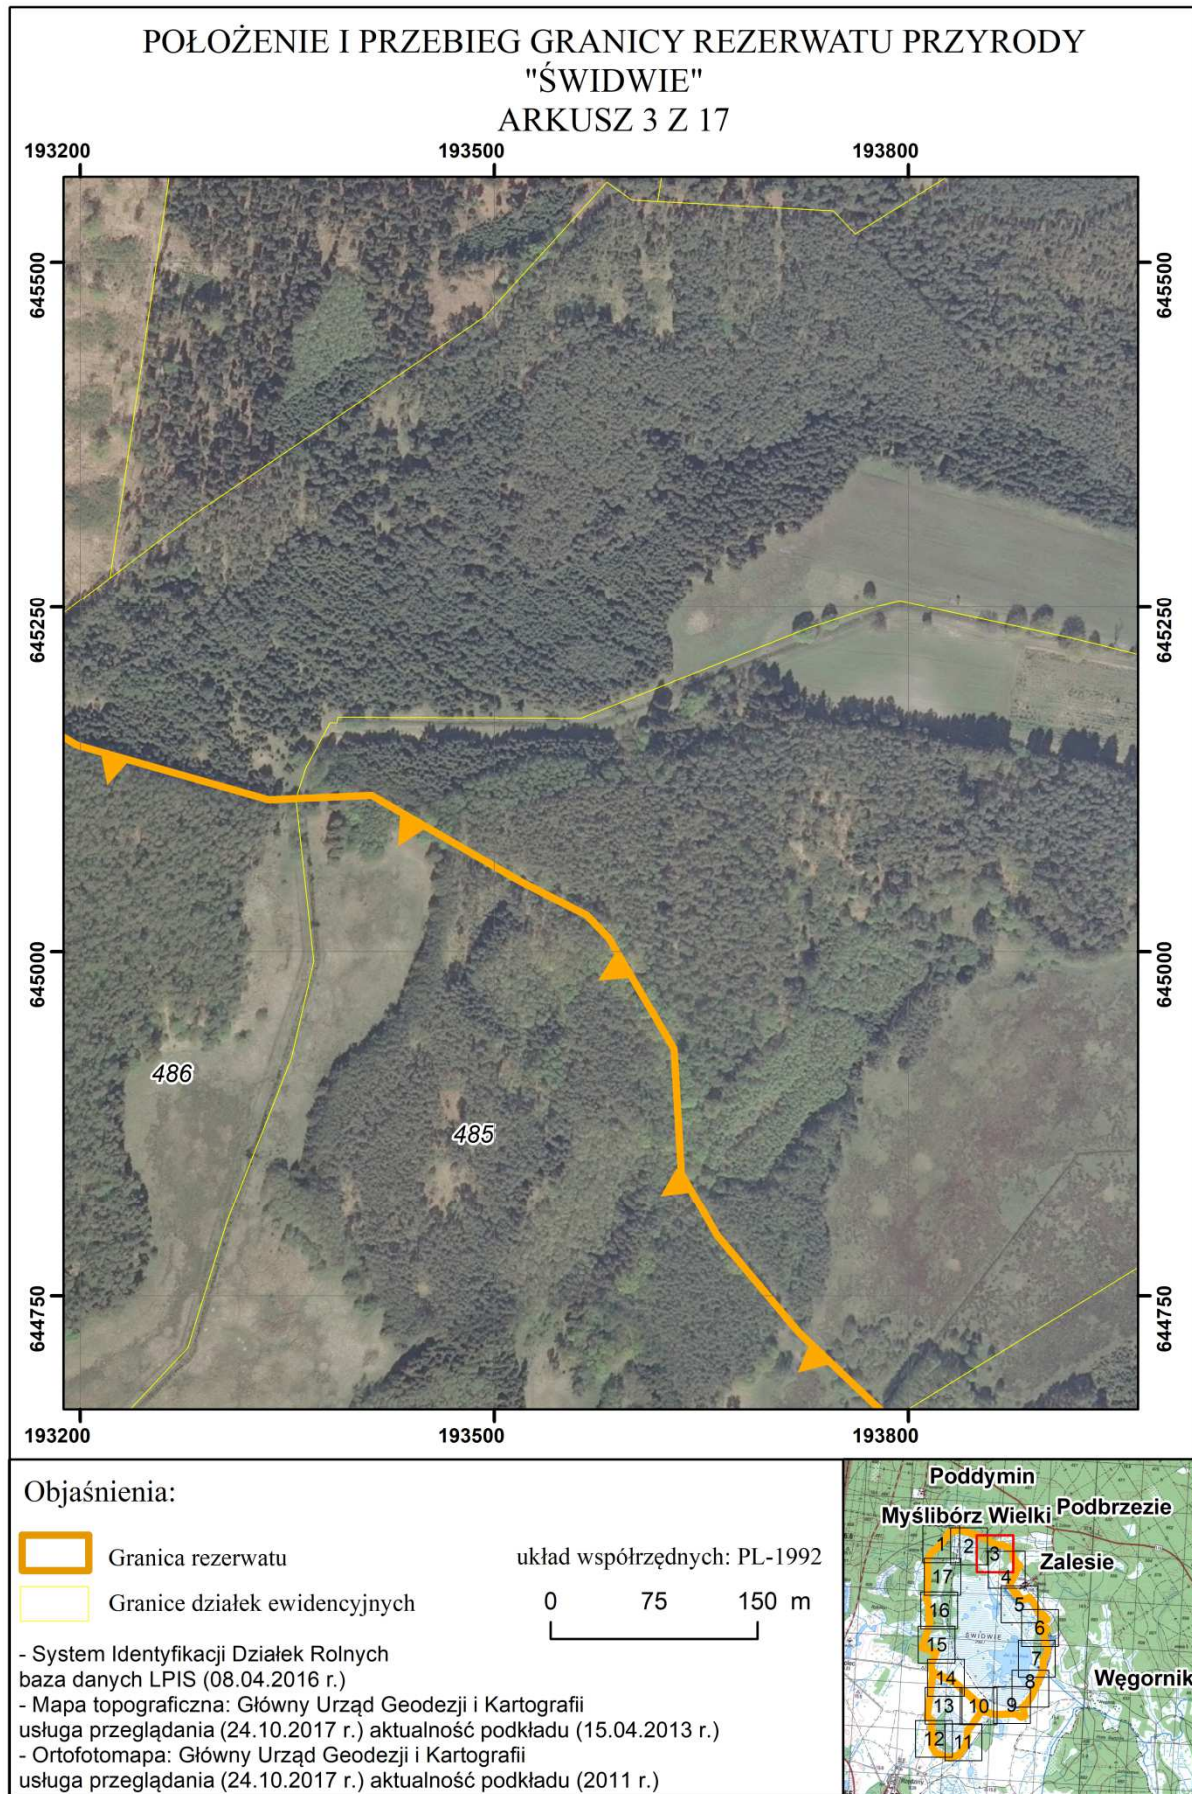 POŁOŻENIE I PRZEBIEG GRANICY REZERWATU PRZYRODY
"ŚWIDWIE"
ARKUSZ 3 Z 17
193200 193500 193800
645500 645500
645250 645250
645000 645000
486
485
644750 644750
193200 193500 193800
Objaśnienia:
Granica rezerwatu
Granice działek ewidencyjnych
układ współrzędnych: PL-1992
0 75 150 m
- System Identyfikacji Działek Rolnych
baza danych LPIS (08.04.2016 r.)
- Mapa topograficzna: Główny Urząd Geodezji i Kartografii
usługa przeglądania (24.10.2017 r.) aktualność podkładu (15.04.2013 r.)
- Ortofotomapa: Główny Urząd Geodezji i Kartografii
usługa przeglądania (24.10.2017 r.) aktualność podkładu (2011 r.)
Poddymin
Myślibórz Wielki
Podbrzezie
Zalesie
1 2 3
17 4
16 5
6
ŚWIDWIE
15 7
Węgornik
14 8
13 10 9
12 11